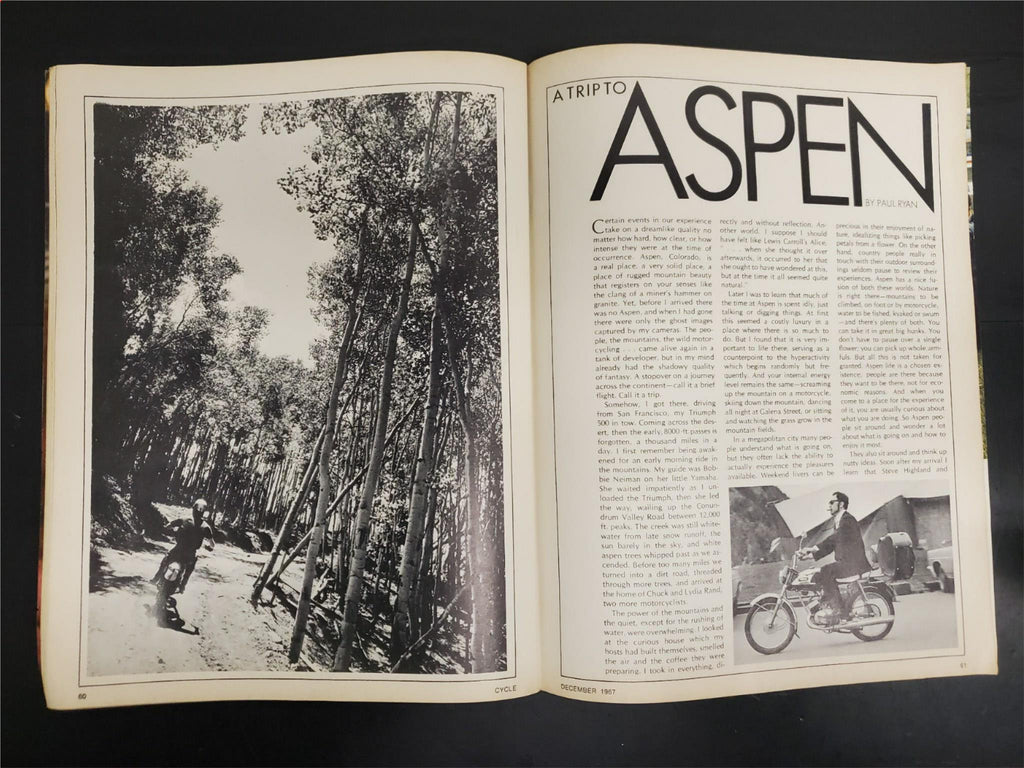 60
CYCLE
A TRIP TO
ASPEN
BY PAUL RYAN
Certain events in our experience
take on a dreamlike quality no
matter how hard, how clear, or how
intense they were at the time of
occurrence. Aspen, Colorado, is
a real place, a very solid place, a
place of rugged mountain beauty
that registers on your senses like
the clang of a miner's hammer on
granite. Yet, before I arrived there
was no Aspen, and when I had gone
there were only the ghost images
captured by my cameras. The peo-
ple, the mountains, the wild motor-
cycling . . . came alive again in a
tank of developer, but in my mind
already had the shadowy quality
of fantasy. A stopover on a journey
across the continent—call it a brief
flight. Call it a trip.
Somehow, I got there, driving
from San Francisco, my Triumph
500 in tow. Coming across the des-
ert, then the early, 8000-ft passes is
forgotten, a thousand miles in a
day. I first remember being awak-
ened for an early morning ride in
the mountains. My guide was Bob-
bie Neiman on her little Yamaha.
She waited impatiently as I un-
loaded the Triumph, then she led
the way, wailing up the Conun-
drum Valley Road between 12,000
ft. peaks. The creek was still white-
water from late snow runoff, the
sun barely in the sky, and white
aspen trees whipped past as we as-
cended. Before too many miles we
turned into a dirt road, threaded
through more trees, and arrived at
the home of Chuck and Lydia Rand,
two more motorcyclists.
The power of the mountains and
the quiet, except for the rushing of
water, were overwhelming. I looked
at the curious house which my
hosts had built themselves, smelled
the air and the coffee they were
preparing. I took in everything, di-
rectly and without reflection. An-
other world. I suppose I should
have felt like Lewis Carroll's Alice,
". . . when she thought it over
afterwards, it occurred to her that
she ought to have wondered at this,
but at the time it all seemed quite
natural."
Later I was to learn that much of
the time at Aspen is spent idly, just
talking or digging things. At first
this seemed a costly luxury in a
place where there is so much to
do. But I found that it is very im-
portant to life there, serving as a
counterpoint to the hyperactivity
which begins randomly but fre-
quently. And your internal energy
level remains the same—screaming
up the mountain on a motorcycle,
skiing down the mountain, dancing
all night at Galena Street, or sitting
and watching the grass grow in the
mountain fields.
In a megapolitan city many peo-
ple understand what is going on,
but they often lack the ability to
actually experience the pleasures
available. Weekend livers can be
precious in their enjoyment of na-
ture, idealizing things like picking
petals from a flower. On the other
hand, country people really in
touch with their outdoor surround-
ings seldom pause to review their
experiences. Aspen has a nice fu-
sion of both these worlds. Nature
is right there—mountains to be
climbed, on foot or by motorcycle,
water to be fished, kyaked or swum
—and there's plenty of both. You
can take it in great big hunks. You
don't have to pause over a single
flower; you can pick up whole arm-
fuls. But all this is not taken for
granted. Aspen life is a chosen ex-
istence, people are there because
they want to be there, not for eco-
nomic reasons. And when you
come to a place for the experience
of it, you are usually curious about
what you are doing. So Aspen peo-
ple sit around and wonder a lot
about what is going on and how to
enjoy it most.
They also sit around and think up
nutty ideas. Soon after my arrival I
learn that Steve Highland and
DECEMBER 1967
61